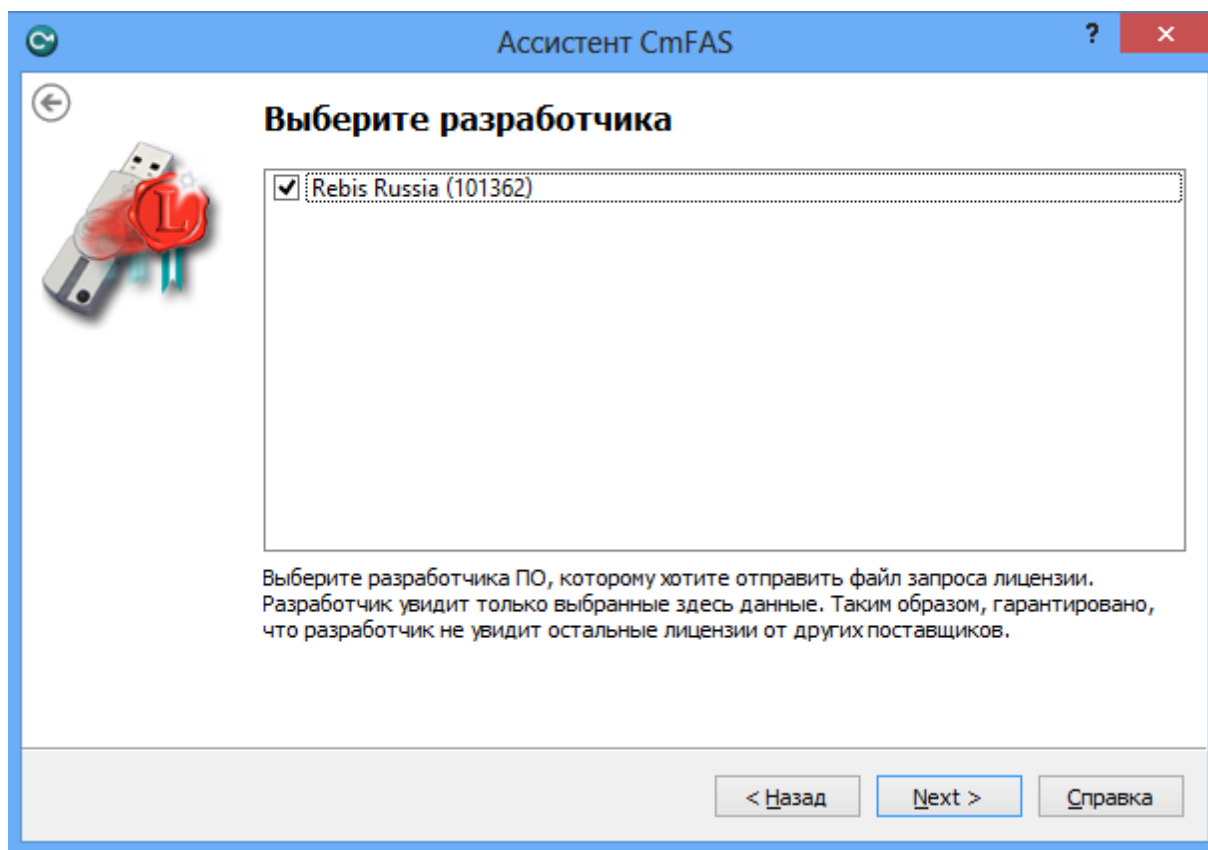 Ассистент CmFAS
?
Выберите разработчика
L
Rebis Russia (101362)
Выберите разработчика ПО, которому хотите отправить файл запроса лицензии.
Разработчик увидит только выбранные здесь данные. Таким образом, гарантировано,
что разработчик не увидит остальные лицензии от других поставщиков.
< Назад Next > Справка